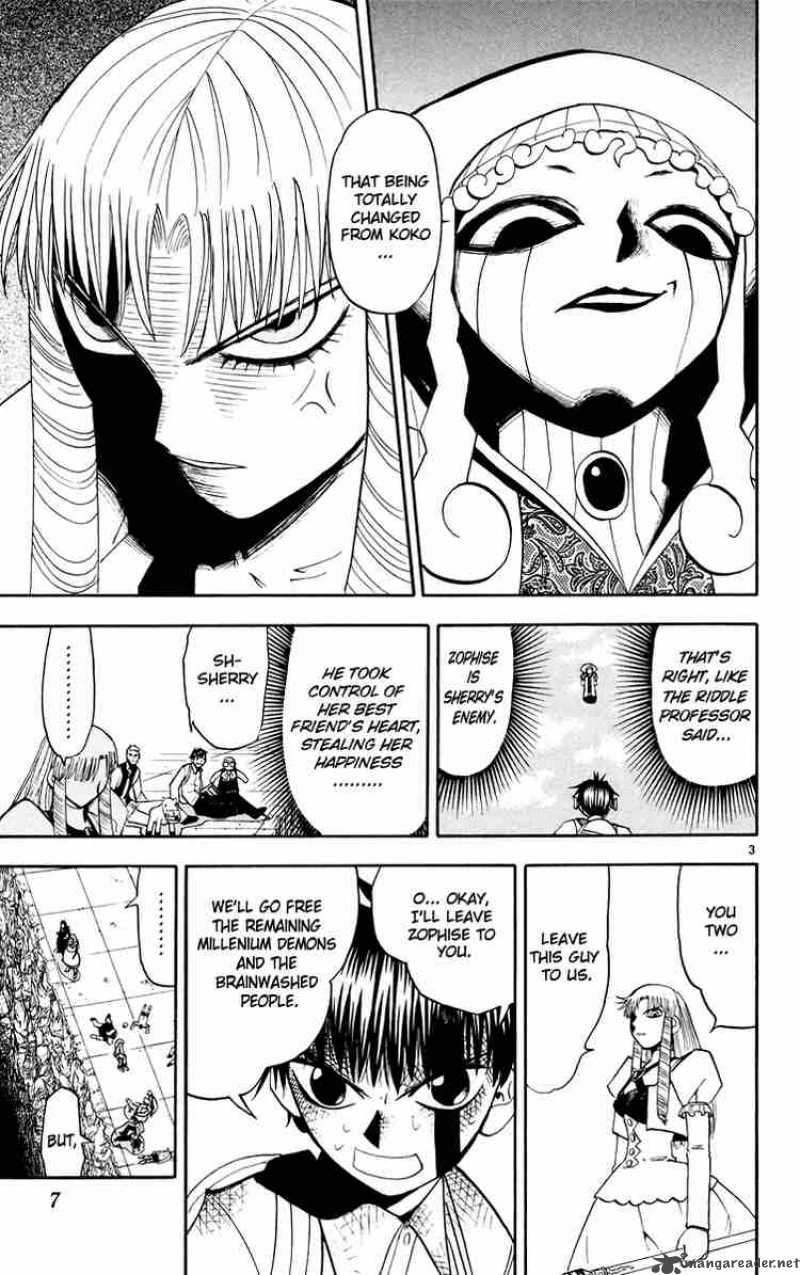 THAT BEING
TOTALLY
CHANGED
FROM KOKO
...
THAT'S
RIGHT, LIKE
THE RIDDLE
PROFESSOR
SAID...
ZOPHISE
IS
SHERRY'S
ENEMY.
HE TOOK
CONTROL OF
HER BEST
FRIEND'S HEART,
STEALING HER
HAPPINESS
.........
SH-
SHERRY
...
........
3
YOU
TWO
...
LEAVE
THIS GUY
TO US.
O... OKAY,
I'LL LEAVE
ZOPHISE TO
YOU.
WE'LL GO FREE
THE REMAINING
MILLENIUM DEMONS
AND THE
BRAINWASHED
PEOPLE.
........
BUT,
7
mangareader.net